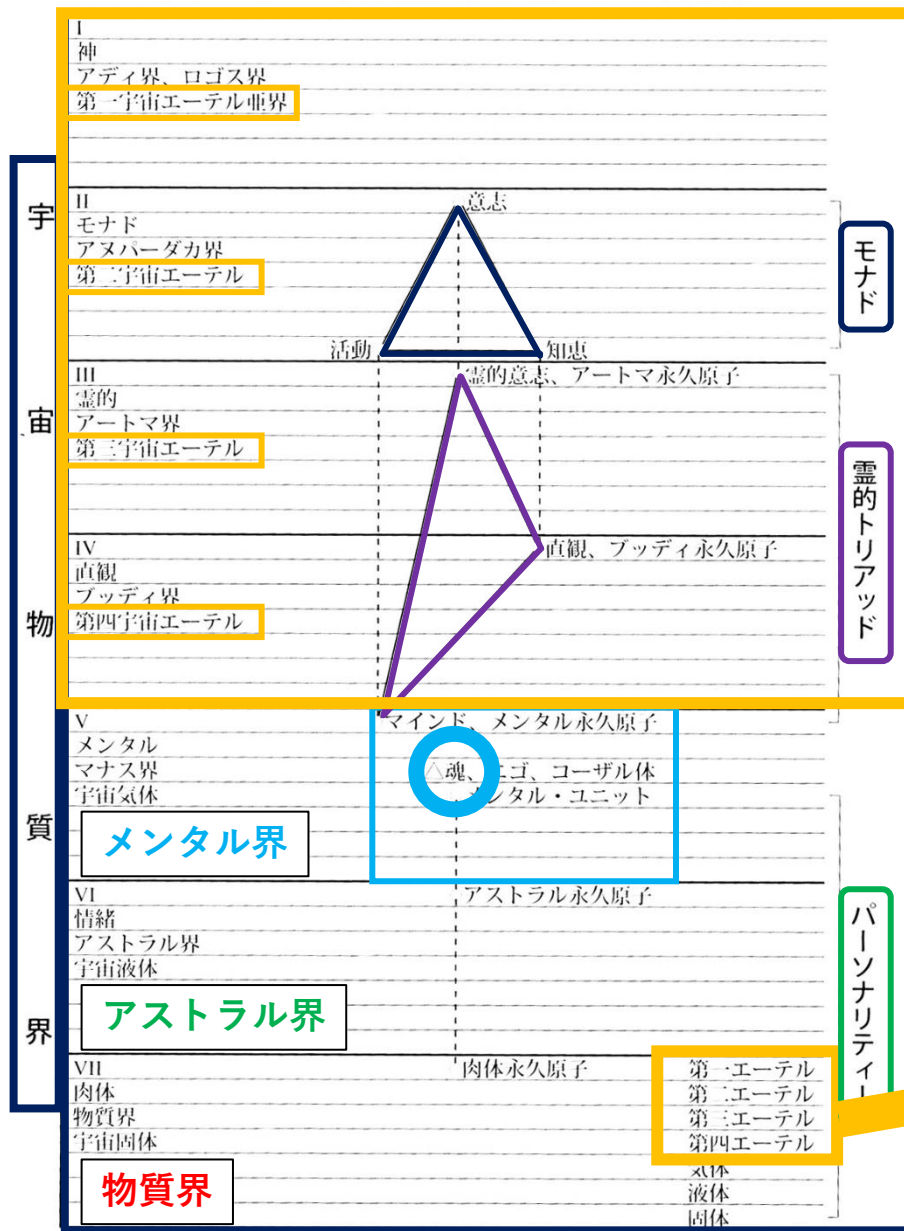 I
神
アディ界、ロゴス界
第一宇宙エーテル亜界
宇宙物質界
II
意志
モナド
アヌパーダカ界
第二宇宙エーテル
活動
知恵
モナド
III
霊的意志、アートマ永久原子
霊的
アートマ界
第三宇宙エーテル
IV
直観、ブッディ永久原子
直観
ブッディ界
第四宇宙エーテル
霊的トリアッド
V
マインド、メンタル永久原子
メンタル
マナス界
△魂、エゴ、コーザル体
宇宙気体
メンタル・ユニット
メンタル界
VI
アストラル永久原子
情緒
アストラル界
宇宙液体
アストラル界
パーソナリティー
VII
肉体永久原子
第一エーテル
肉体
第二エーテル
物質界
第三エーテル
宇宙固体
第四エーテル
気体
物質界
液体
固体